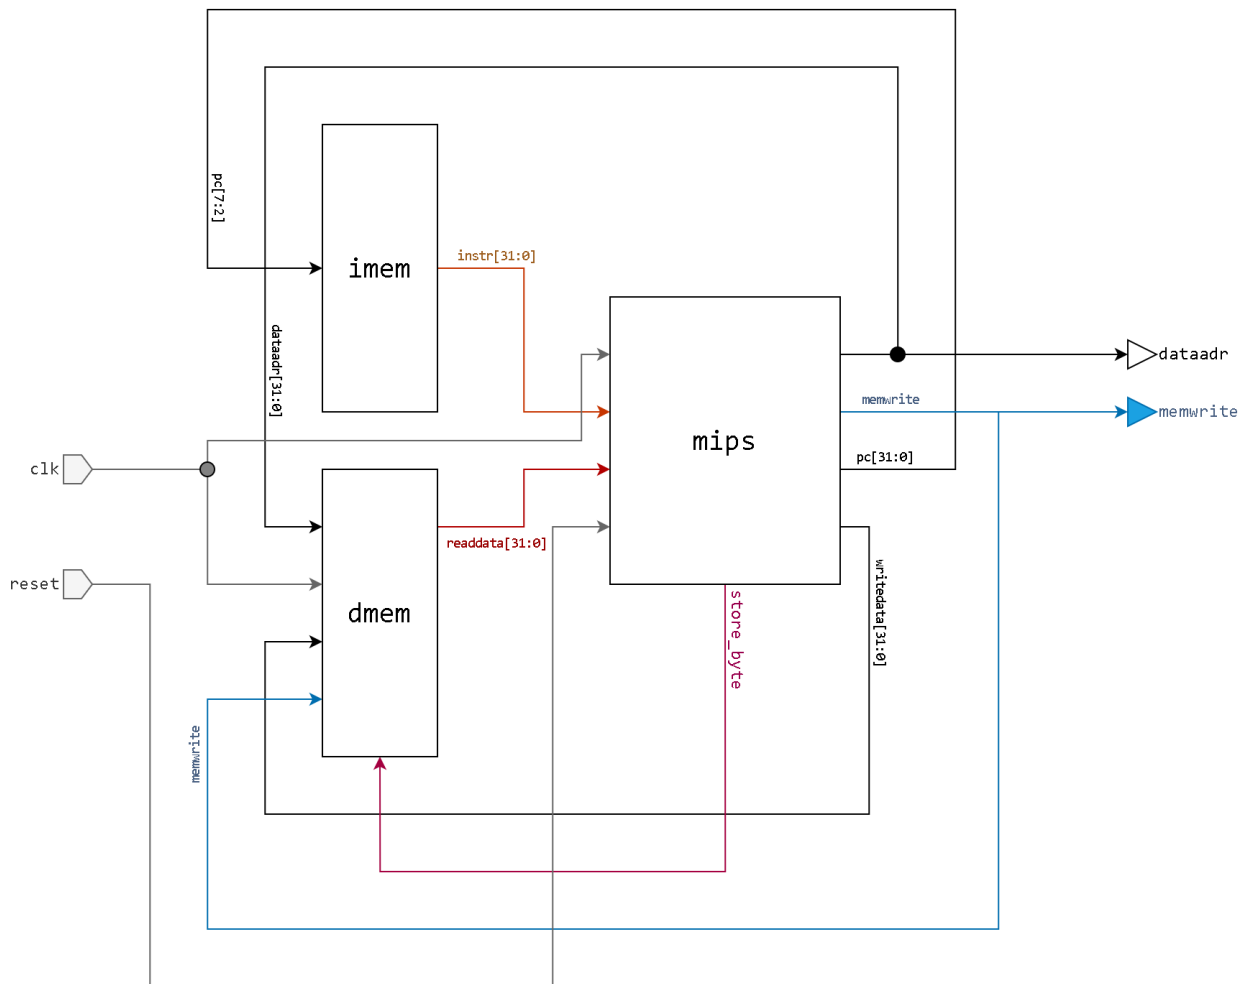 pc[7:2]
imem
instr[31:0]
dataadr[31:0]
dataadr
memwrite
memwrite
mips
pc[31:0]
clk
readdata[31:0]
reset
dmem
writedata[31:0]
store_byte
memwrite